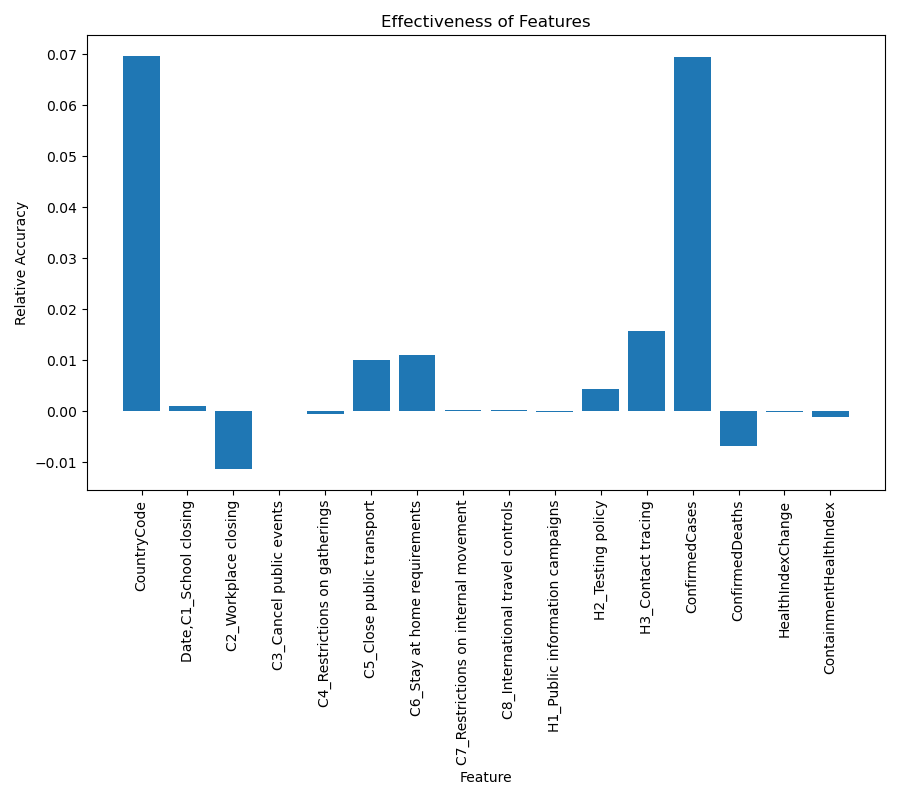 Effectiveness of Features
Relative Accuracy
0.07
0.06
0.05
0.04
0.03
0.02
0.01
0.00
−0.01
CountryCode
Date,C1_School closing
C2_Workplace closing
C3_Cancel public events
C4_Restrictions on gatherings
C5_Close public transport
C6_Stay at home requirements
C7_Restrictions on internal movement
C8_International travel controls
H1_Public information campaigns
H2_Testing policy
H3_Contact tracing
ConfirmedCases
ConfirmedDeaths
HealthIndexChange
ContainmentHealthIndex
Feature